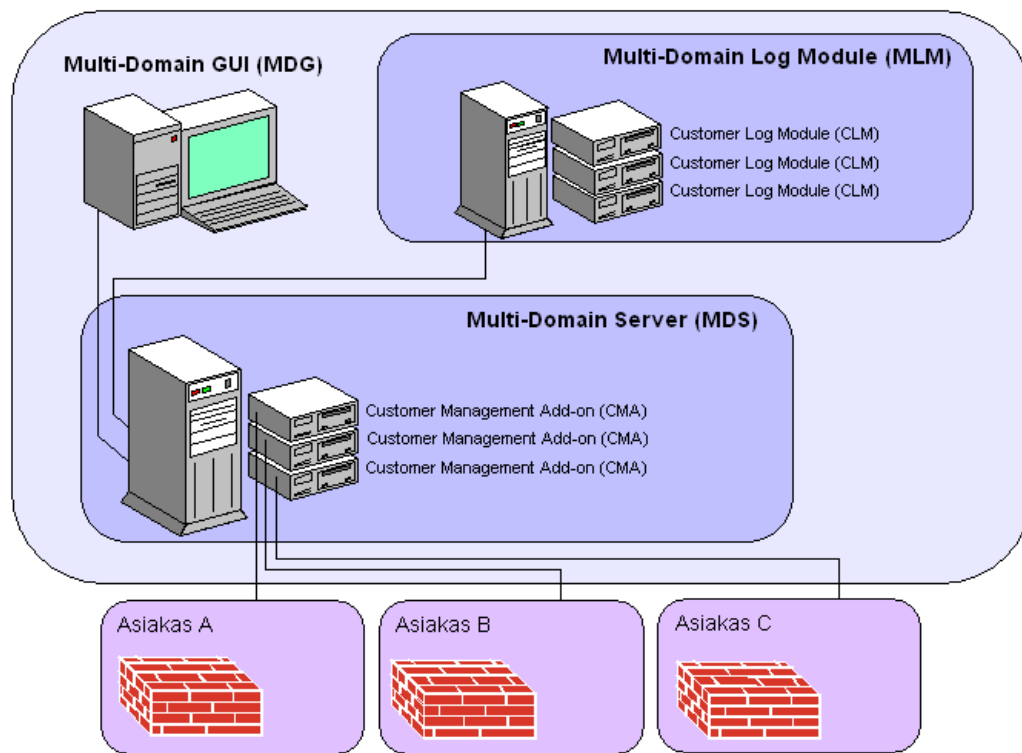 Multi-Domain GUI (MDG)
Multi-Domain Log Module (MLM)
Customer Log Module (CLM)
Customer Log Module (CLM)
Customer Log Module (CLM)
Multi-Domain Server (MDS)
Customer Management Add-on (CMA)
Customer Management Add-on (CMA)
Customer Management Add-on (CMA)
Asiakas A
Asiakas B
Asiakas C